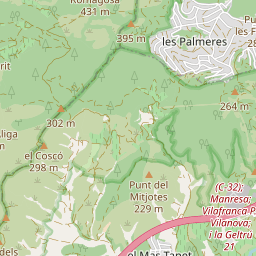 Romagosa
431 m
395 m
les Palmeres
264 m
302 m
el Coscó
298 m
Punt del
Mitjotes
229 m
(C-32);
Manresa;
Vilafranca
Vilanova;
i la Geltrú
21
el Mas Tapet